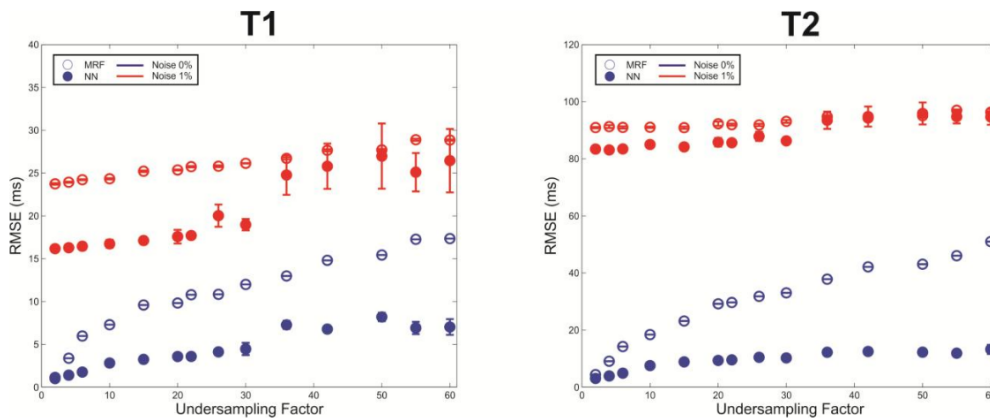 T1
40
35
30
25
20
15
10
5
0
RMSE (ms)
MRF Noise 0%
NN Noise 1%
0 10 20 30 40 50 60
Undersampling Factor
T2
120
100
80
60
40
20
0
RMSE (ms)
MRF Noise 0%
NN Noise 1%
0 10 20 30 40 50 60
Undersampling Factor